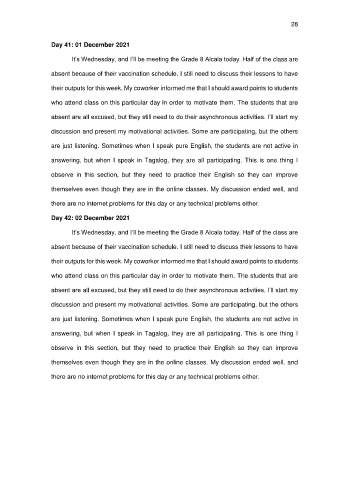 28
Day 41: 01 December 2021
It's Wednesday, and I'll be meeting the Grade 8 Alcala today. Half of the class are
absent because of their vaccination schedule. I still need to discuss their lessons to have
their outputs for this week. My coworker informed me that I should award points to students
who attend class on this particular day in order to motivate them. The students that are
absent are all excused, but they still need to do their asynchronous activities. I'll start my
discussion and present my motivational activities. Some are participating, but the others
are just listening. Sometimes when I speak pure English, the students are not active in
answering, but when I speak in Tagalog, they are all participating. This is one thing I
observe in this section, but they need to practice their English so they can improve
themselves even though they are in the online classes. My discussion ended well, and
there are no internet problems for this day or any technical problems either.
Day 42: 02 December 2021
It's Wednesday, and I'll be meeting the Grade 8 Alcala today. Half of the class are
absent because of their vaccination schedule. I still need to discuss their lessons to have
their outputs for this week. My coworker informed me that I should award points to students
who attend class on this particular day in order to motivate them. The students that are
absent are all excused, but they still need to do their asynchronous activities. I'll start my
discussion and present my motivational activities. Some are participating, but the others
are just listening. Sometimes when I speak pure English, the students are not active in
answering, but when I speak in Tagalog, they are all participating. This is one thing I
observe in this section, but they need to practice their English so they can improve
themselves even though they are in the online classes. My discussion ended well, and
there are no internet problems for this day or any technical problems either.